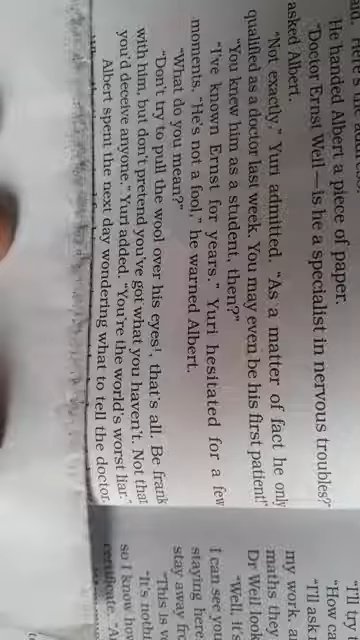 He handed Albert a piece of paper.
"Doctor Ernst Weil — is he a specialist in nervous troubles?"
asked Albert.
"Not exactly," Yuri admitted. "As a matter of fact he only
qualified as a doctor last week. You may even be his first patient!"
"You knew him as a student, then?"
"I've known Ernst for years." Yuri hesitated for a few
moments. "He's not a fool," he warned Albert.
"What do you mean?"
"Don't try to pull the wool over his eyes¹, that's all. Be frank
with him, but don't pretend you've got what you haven't. Not that
you'd deceive anyone," Yuri added. "You're the world's worst liar."
Albert spent the next day wondering what to tell the doctor.
"I'll try
"How ca
"I'll ask
my work, a
maths they
Dr Weil loo
"Well, it's
I can see you
staying here
stay away fr
"This is v
"It's nothi
so I know how
certificate. "A